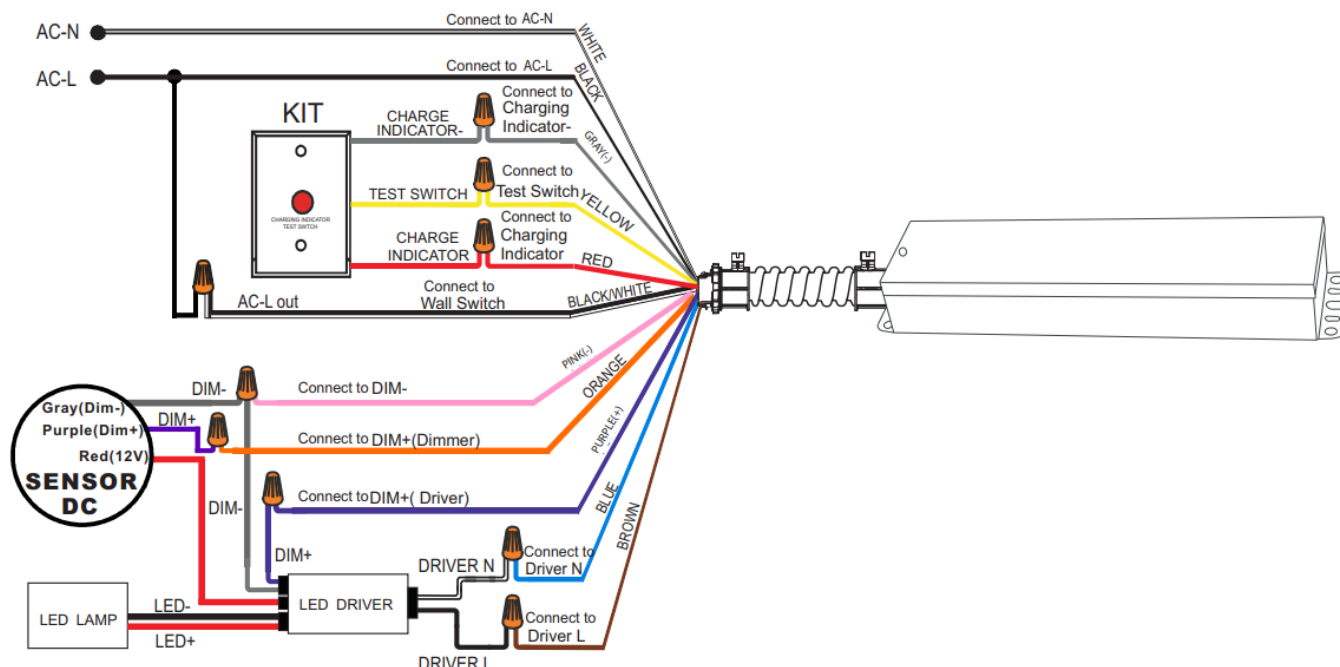 AC-N
Connect to AC-N
WHITE
AC-L
Connect to AC-L
BLACK
KIT
CHARGE
INDICATOR-
Connect to
Charging
Indicator-
GRAY(-)
TEST SWITCH
Connect to
Test Switch
YELLOW
CHARGING INDICATOR
TEST SWITCH
CHARGE
INDICATOR
Connect to
Charging
Indicator
RED
AC-L out
Connect to
Wall Switch
BLACK/WHITE
DIM-
Connect to DIM-
PINK(-)
Gray(Dim-)
DIM+
Purple(Dim+)
Connect to DIM+(Dimmer)
ORANGE
Red(12V)
SENSOR
DC
DIM-
Connect to DIM+( Driver)
PURPLE(+)
DIM+
DRIVER N
Connect to
Driver N
BLUE
LED LAMP
LED-
LED+
LED DRIVER
DRIVER L
Connect to
Driver L
BROWN